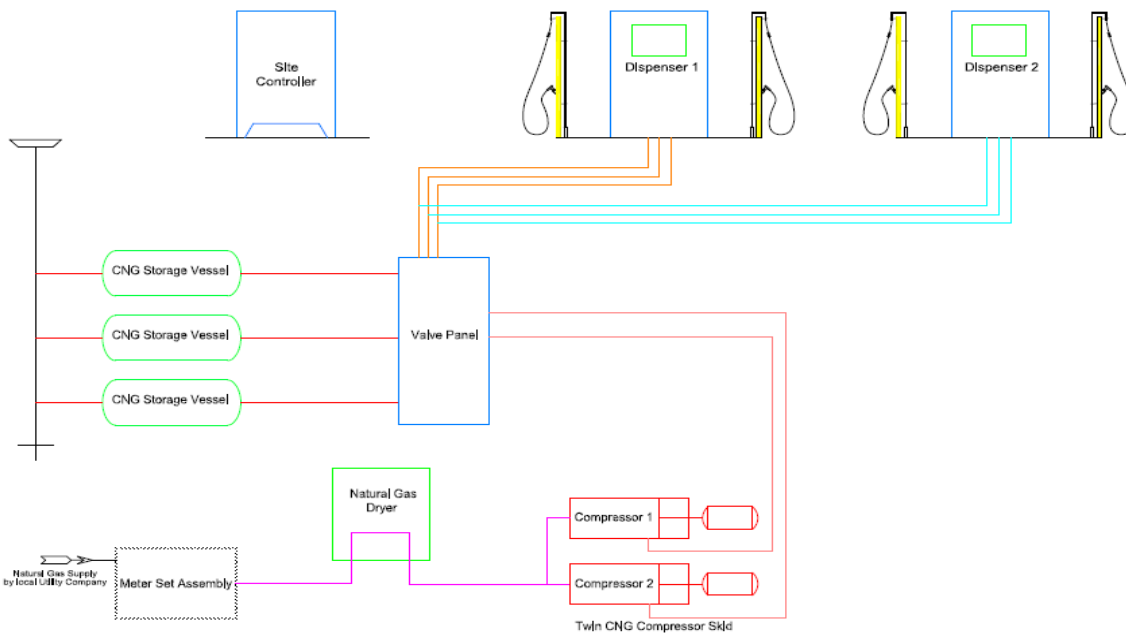 Site
Controller
Dispenser 1
Dispenser 2
CNG Storage Vessel
CNG Storage Vessel
Valve Panel
CNG Storage Vessel
Natural Gas
Dryer
Compressor 1
Natural Gas Supply
by local Utility Company
Meter Set Assembly
Compressor 2
Twin CNG Compressor Skid